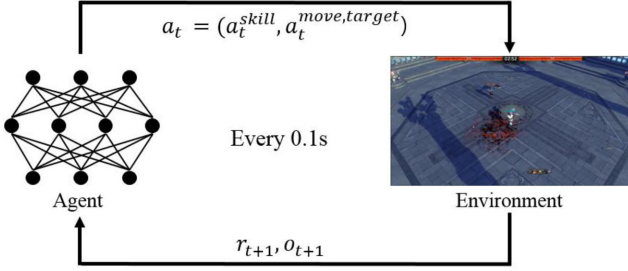 a_t = (a_t^{skill}, a_t^{move,target})
Every 0.1s
Agent
Environment
r_{t+1}, o_{t+1}